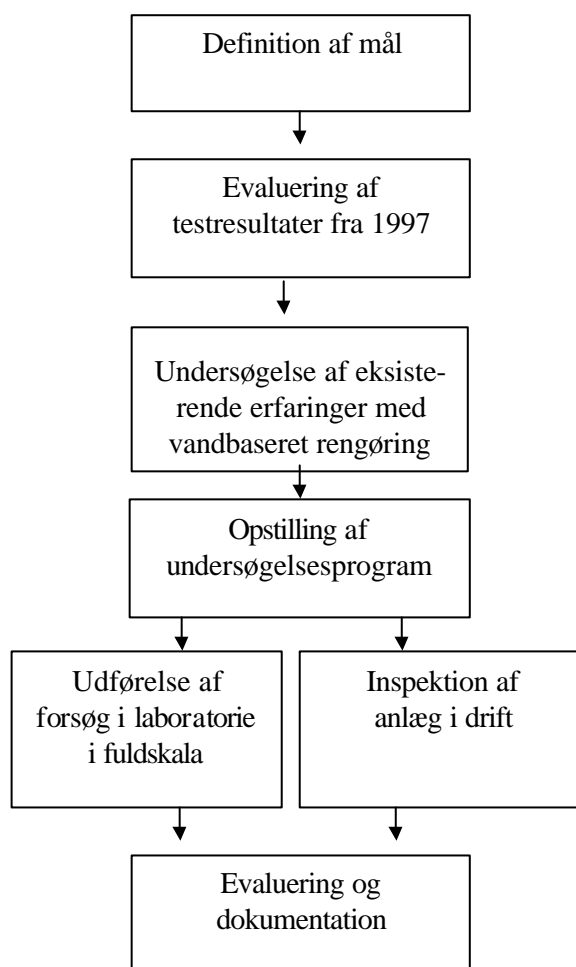 Definition af mål
Evaluering af
testresultater fra 1997
Undersøgelse af eksiste-
rende erfaringer med
vandbaseret rengøring
Opstilling af
undersøgelsesprogram
Udførelse af
forsøg i laboratorie
i fuldskala
Inspektion af
anlæg i drift
Evaluering og
dokumentation